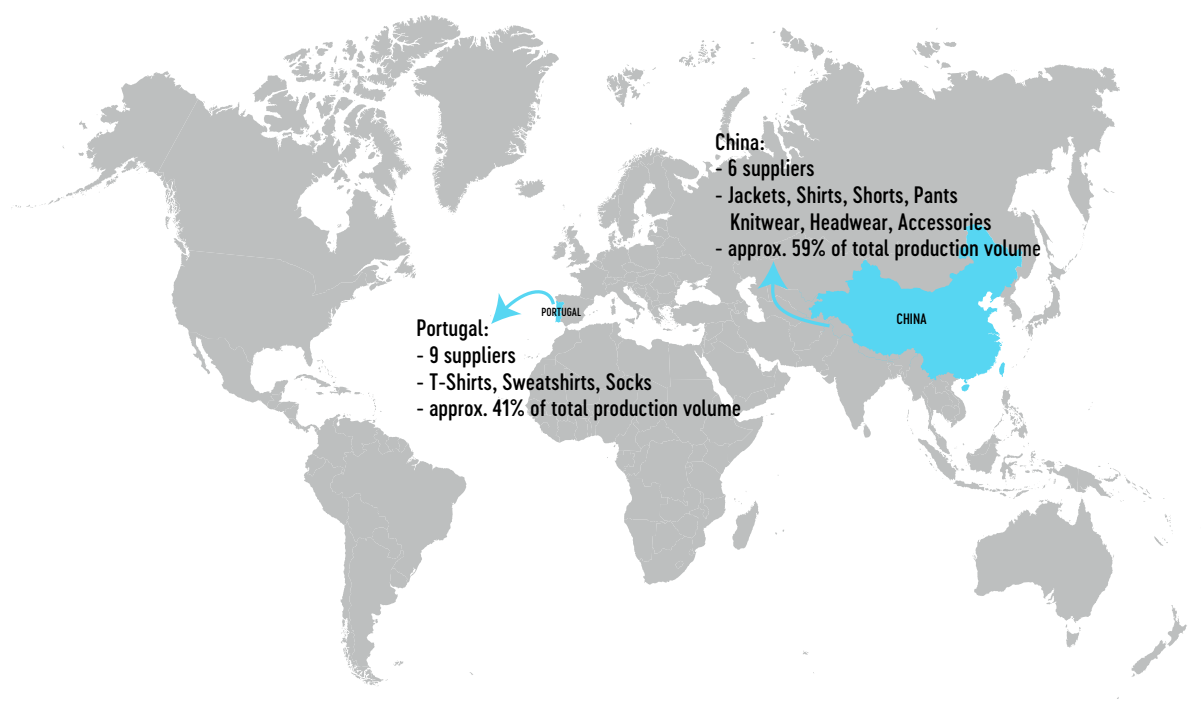 China:
- 6 suppliers
- Jackets, Shirts, Shorts, Pants
Knitwear, Headwear, Accessories
- approx. 59% of total production volume
CHINA
PORTUGAL
Portugal:
- 9 suppliers
- T-Shirts, Sweatshirts, Socks
- approx. 41% of total production volume